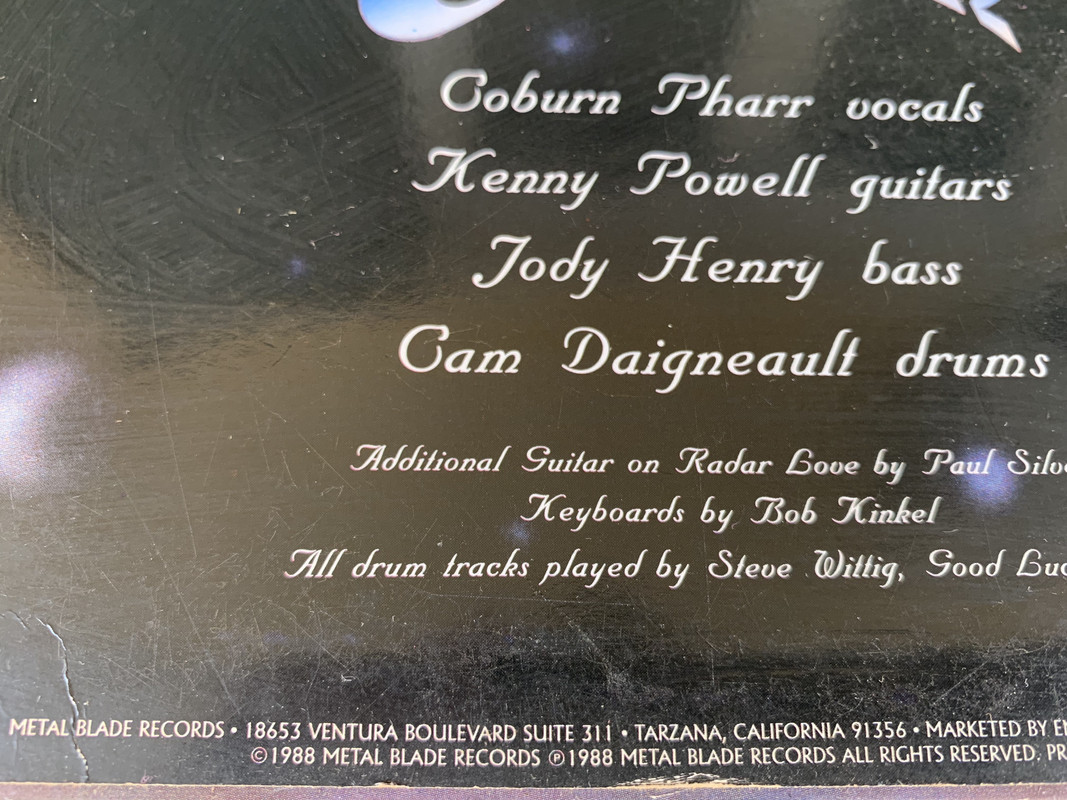 Coburn Pharr vocals
Kenny Powell guitars
Jody Henry bass
Cam Daigneault drums
Additional Guitar on Radar Love by Paul
Keyboards by Bob Kinkel
All drum tracks played by Steve Wittig, Good
METAL BLADE RECORDS • 18653 VENTURA BOULEVARD SUITE 311 • TARZANA, CALIFORNIA 91356 • MARKETED BY
©1988 METAL BLADE RECORDS ℗1988 METAL BLADE RECORDS ALL RIGHTS RESERVED.